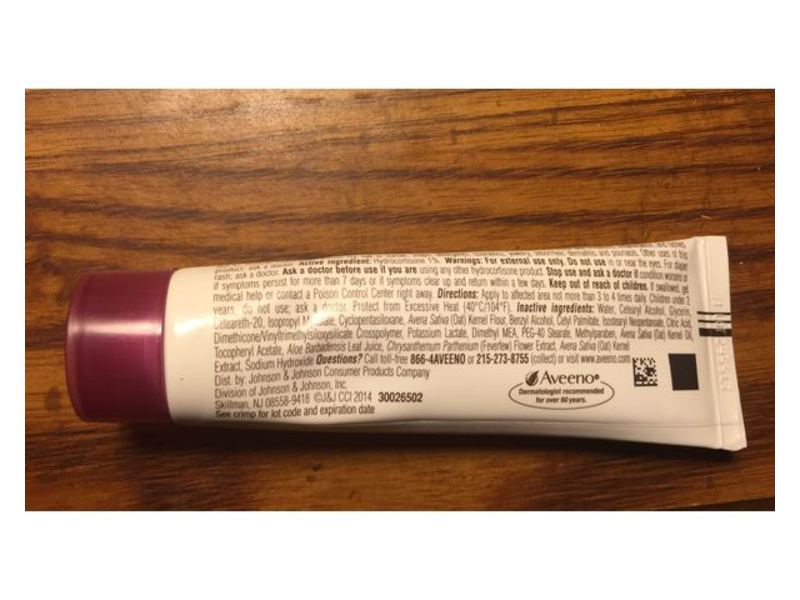 product, ask a doctor. Active ingredient: Hydrocortisone 1%. Warnings: For external use only. Do not use in or near the eyes. For diaper
rash, ask a doctor. Ask a doctor before use if you are using any other hydrocortisone product. Stop use and ask a doctor if condition worsens or
if symptoms persist for more than 7 days or if symptoms clear up and return within a few days. Keep out of reach of children. If swallowed, get
medical help or contact a Poison Control Center right away. Directions: Apply to affected area not more than 3 to 4 times daily. Children under 2
years, do not use; ask a doctor. Protect from Excessive Heat (40°C/104°F). Inactive ingredients: Water, Cetearyl Alcohol, Glycerin,
Ceteareth-20, Isopropyl Myristate, Cyclopentasiloxane, Avena Sativa (Oat) Kernel Flour, Benzyl Alcohol, Cetyl Palmitate, Isostearyl Neopentanoate, Citric Acid,
Dimethicone/Vinyltrimethylsiloxysilicate Crosspolymer, Potassium Lactate, Dimethyl MEA, PEG-40 Stearate, Methylparaben, Avena Sativa (Oat) Kernel Oil,
Tocopheryl Acetate, Aloe Barbadensis Leaf Juice, Chrysanthemum Parthenium (Feverfew) Flower Extract, Avena Sativa (Oat) Kernel
Extract, Sodium Hydroxide Questions? Call toll-free 866-4AVEENO or 215-273-8755 (collect) or visit www.aveeno.com
Dist. by: Johnson & Johnson Consumer Products Company
Division of Johnson & Johnson, Inc.
Skillman, NJ 08558-9418 ©J&J CCI 2014 30026502
See crimp for lot code and expiration date
Aveeno®
Dermatologist recommended
for over 60 years.